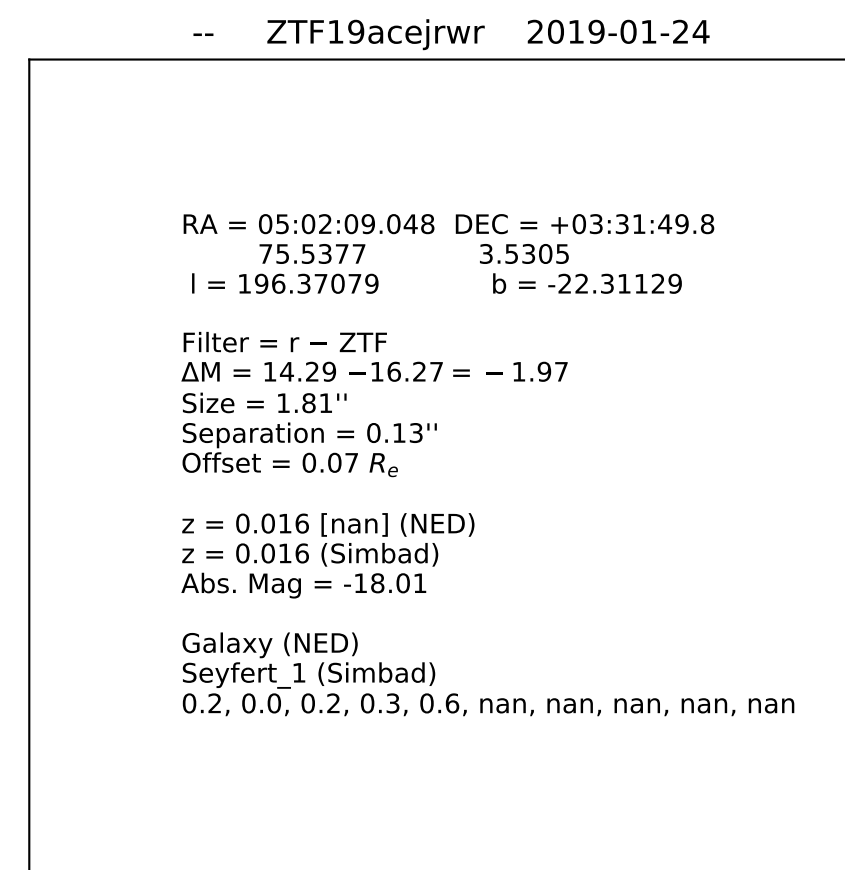 -- ZTF19acejrwr 2019-01-24
RA = 05:02:09.048 DEC = +03:31:49.8
75.5377 3.5305
l = 196.37079 b = -22.31129
Filter = r − ZTF
ΔM = 14.29 −16.27 = − 1.97
Size = 1.81''
Separation = 0.13''
Offset = 0.07 Re
z = 0.016 [nan] (NED)
z = 0.016 (Simbad)
Abs. Mag = -18.01
Galaxy (NED)
Seyfert_1 (Simbad)
0.2, 0.0, 0.2, 0.3, 0.6, nan, nan, nan, nan, nan